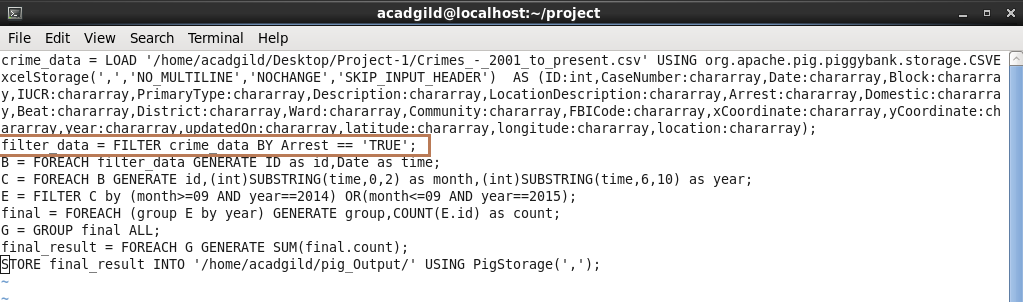 acadgild@localhost:~/project
File Edit View Search Terminal Help
crime_data = LOAD '/home/acadgild/Desktop/Project-1/Crimes_-_2001_to_present.csv' USING org.apache.pig.piggybank.storage.CSVE
xcelStorage(',','NO_MULTILINE','NOCHANGE','SKIP_INPUT_HEADER')  AS (ID:int,CaseNumber:chararray,Date:chararray,Block:chararra
y,IUCR:chararray,PrimaryType:chararray,Description:chararray,LocationDescription:chararray,Arrest:chararray,Domestic:chararra
y,Beat:chararray,District:chararray,Ward:chararray,Community:chararray,FBICode:chararray,xCoordinate:chararray,yCoordinate:ch
ararray,year:chararray,updatedOn:chararray,latitude:chararray,longitude:chararray,location:chararray);
filter_data = FILTER crime_data BY Arrest == 'TRUE';
B = FOREACH filter_data GENERATE ID as id,Date as time;
C = FOREACH B GENERATE id,(int)SUBSTRING(time,0,2) as month,(int)SUBSTRING(time,6,10) as year;
E = FILTER C by (month>=09 AND year==2014) OR(month<=09 AND year==2015);
final = FOREACH (group E by year) GENERATE group,COUNT(E.id) as count;
G = GROUP final ALL;
final_result = FOREACH G GENERATE SUM(final.count);
STORE final_result INTO '/home/acadgild/pig_Output/' USING PigStorage(',');
~
~